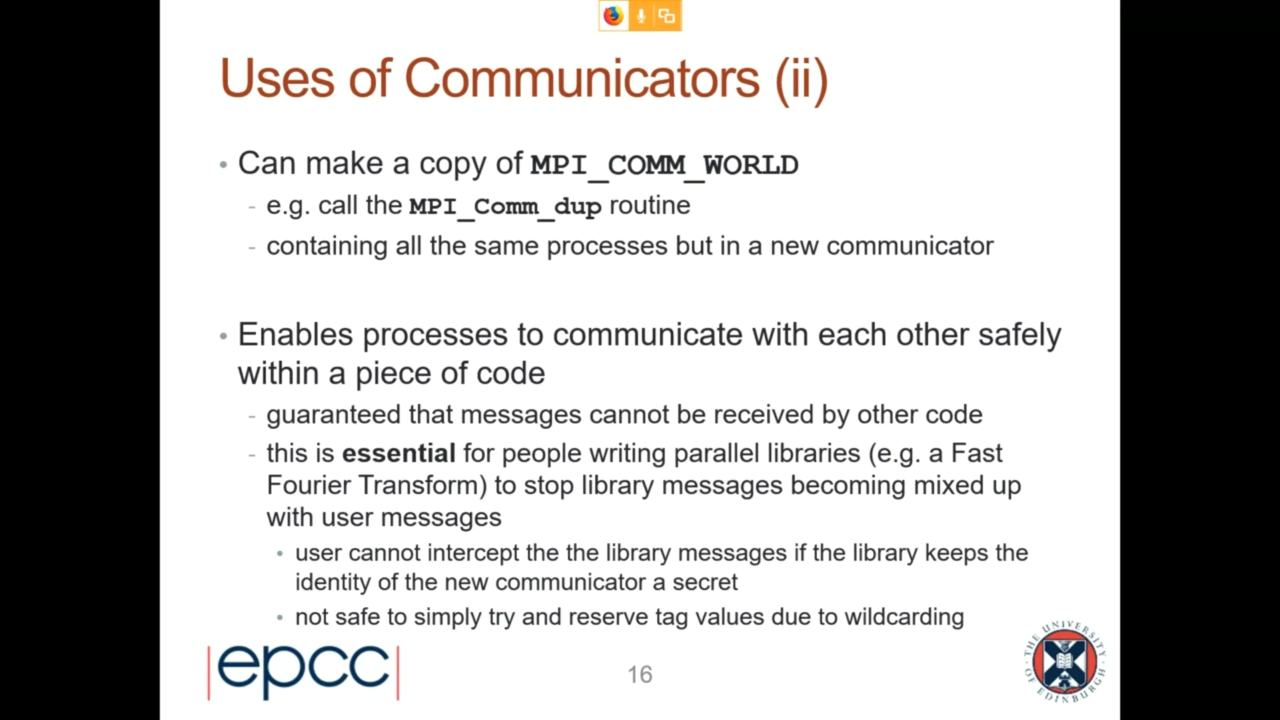 Uses of Communicators (ii)
• Can make a copy of MPI_COMM_WORLD
- e.g. call the MPI_Comm_dup routine
- containing all the same processes but in a new communicator
• Enables processes to communicate with each other safely
within a piece of code
- guaranteed that messages cannot be received by other code
- this is essential for people writing parallel libraries (e.g. a Fast
Fourier Transform) to stop library messages becoming mixed up
with user messages
• user cannot intercept the the library messages if the library keeps the
identity of the new communicator a secret
• not safe to simply try and reserve tag values due to wildcarding
|epcc|
16
THE UNIVERSITY OF EDINBURGH